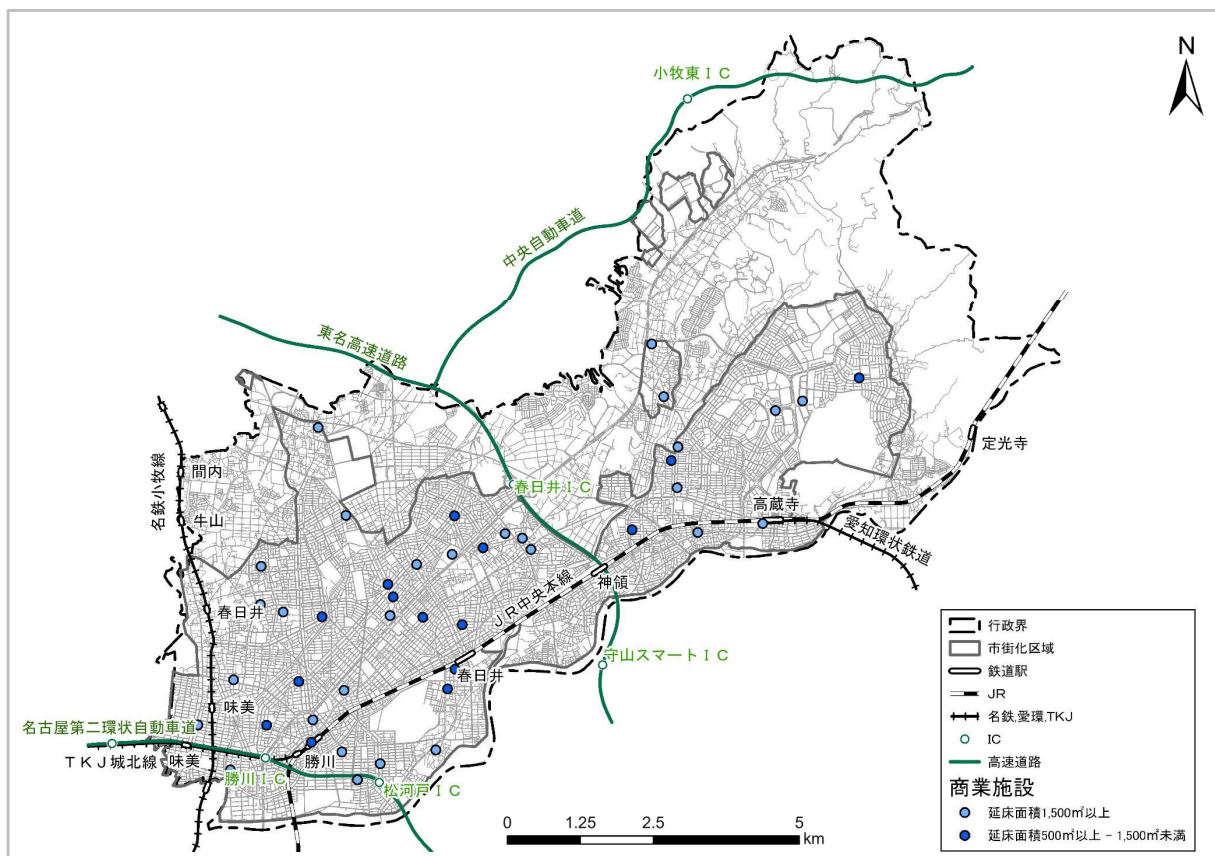 N
小牧東ＩＣ
中央自動車道
東名高速道路
定光寺
名鉄小牧線
間内
牛山
春日井ＩＣ
高蔵寺
愛知環状鉄道
神領
JR中央本線
春日井
守山スマートＩＣ
春日井
味美
名古屋第二環状自動車道
ＴＫＪ城北線
味美
勝川
勝川ＩＣ
松河戸ＩＣ
行政界
市街化区域
鉄道駅
JR
名鉄,愛環,TKJ
IC
高速道路
商業施設
延床面積1,500㎡以上
延床面積500㎡以上 - 1,500㎡未満
0 1.25 2.5 5
km